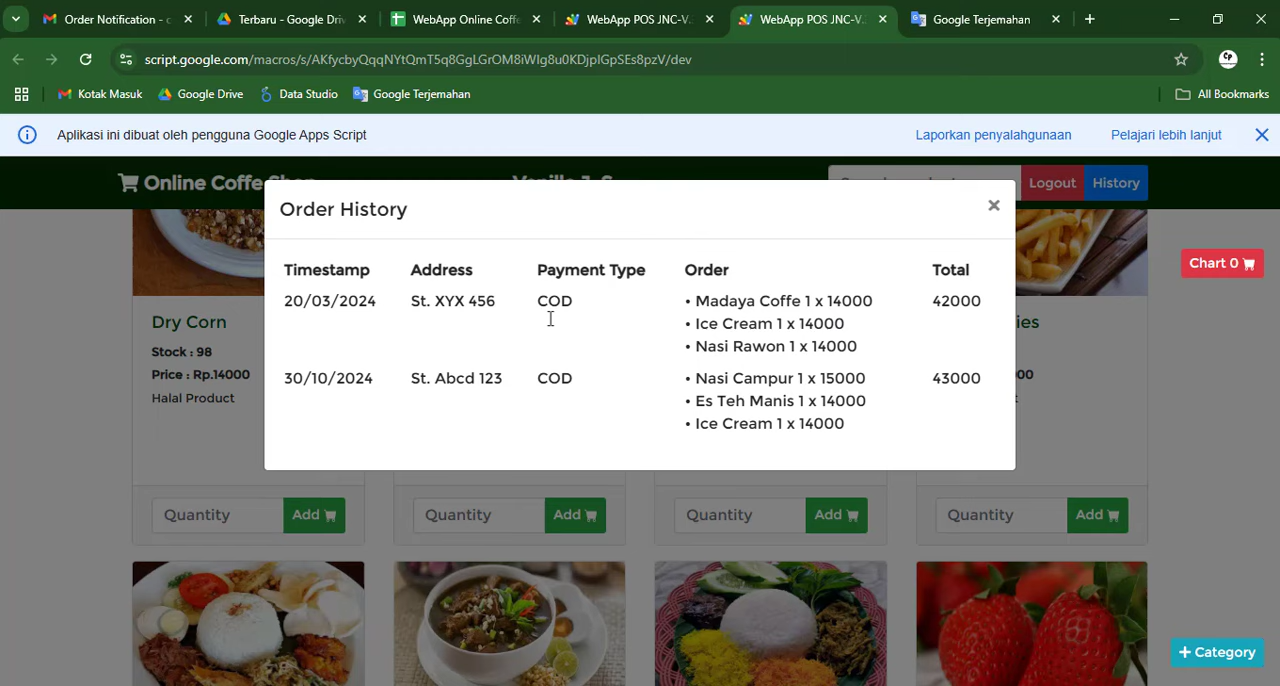 Order Notification - c
Terbaru - Google Driv
WebApp Online Coffe
WebApp POS JNC-V.
WebApp POS JNC-V.
Google Terjemahan
script.google.com/macros/s/AKfycbyQqqNYtQmT5q8GgLGrOM8iWIg8u0KDjpIGpSEs8pzV/dev
Kotak Masuk
Google Drive
Data Studio
Google Terjemahan
All Bookmarks
Aplikasi ini dibuat oleh pengguna Google Apps Script
Laporkan penyalahgunaan
Pelajari lebih lanjut
Online Coffe Shop
Logout
History
Order History
Chart 0
Timestamp Address Payment Type Order Total
20/03/2024 St. XYX 456 COD • Madaya Coffe 1 x 14000 42000
• Ice Cream 1 x 14000
• Nasi Rawon 1 x 14000
30/10/2024 St. Abcd 123 COD • Nasi Campur 1 x 15000 43000
• Es Teh Manis 1 x 14000
• Ice Cream 1 x 14000
Dry Corn
Stock : 98
Price : Rp.14000
Halal Product
ies
000
Quantity Add
Quantity Add
Quantity Add
Quantity Add
+ Category